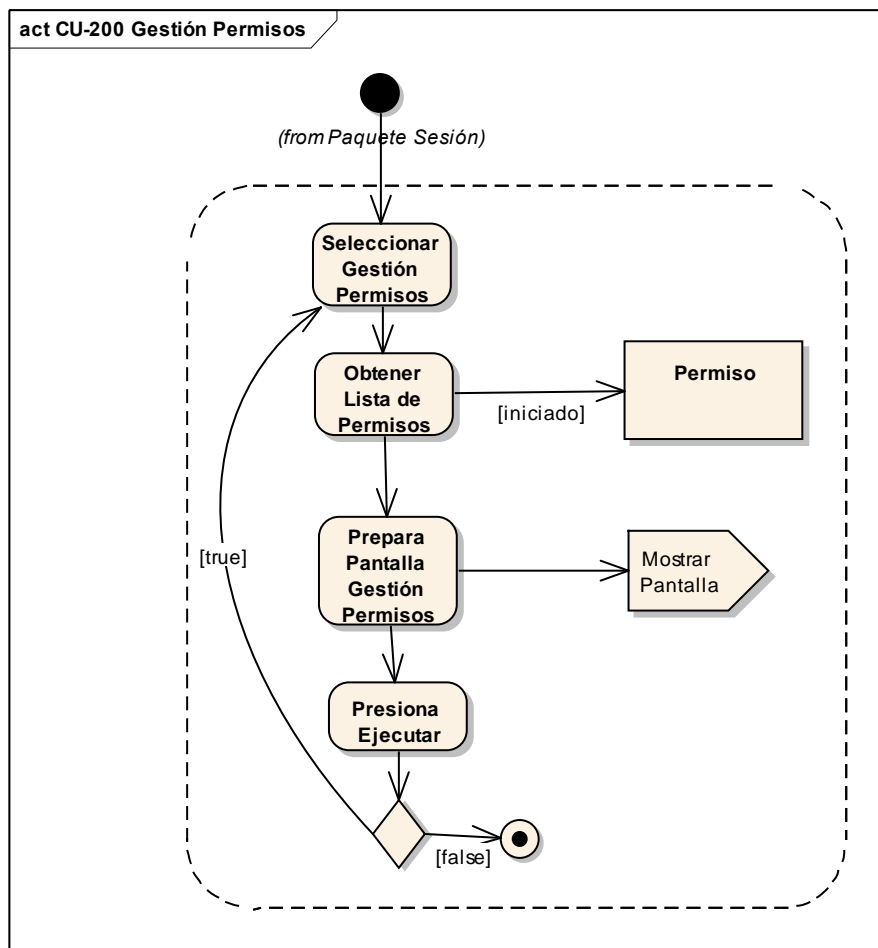 act CU-200 Gestión Permisos
(from Paquete Sesión)
Seleccionar
Gestión
Permisos
Obtener
Lista de
Permisos
[iniciado]
Permiso
Prepara
Pantalla
Gestión
Permisos
Mostrar
Pantalla
[true]
Presiona
Ejecutar
[false]